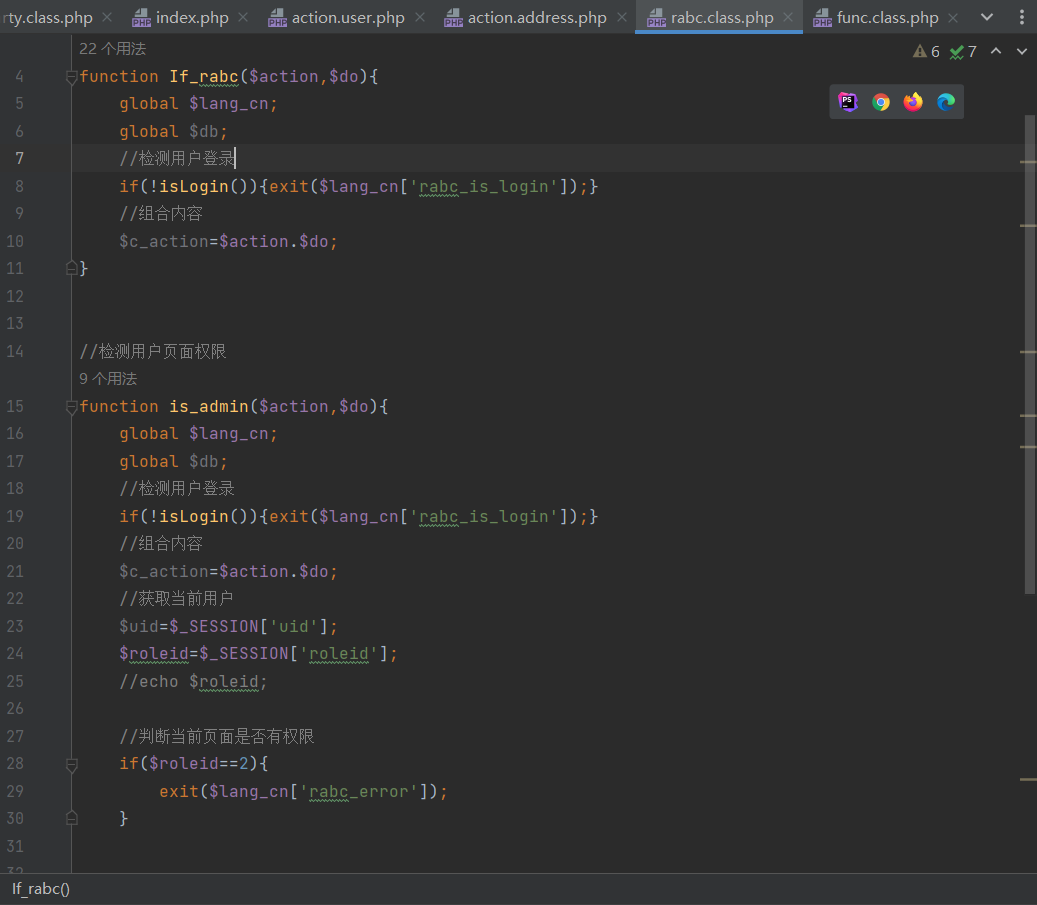 rty.class.php index.php action.user.php action.address.php rabc.class.php func.class.php
22 个用法 6 7
4 function If_rabc($action,$do){
5 global $lang_cn;
6 global $db;
7 //检测用户登录
8 if(!isLogin()){exit($lang_cn['rabc_is_login']);}
9 //组合内容
10 $c_action=$action.$do;
11 }
12
13
14 //检测用户页面权限
9 个用法
15 function is_admin($action,$do){
16 global $lang_cn;
17 global $db;
18 //检测用户登录
19 if(!isLogin()){exit($lang_cn['rabc_is_login']);}
20 //组合内容
21 $c_action=$action.$do;
22 //获取当前用户
23 $uid=$_SESSION['uid'];
24 $roleid=$_SESSION['roleid'];
25 //echo $roleid;
26
27 //判断当前页面是否有权限
28 if($roleid==2){
29 exit($lang_cn['rabc_error']);
30 }
31
If_rabc()